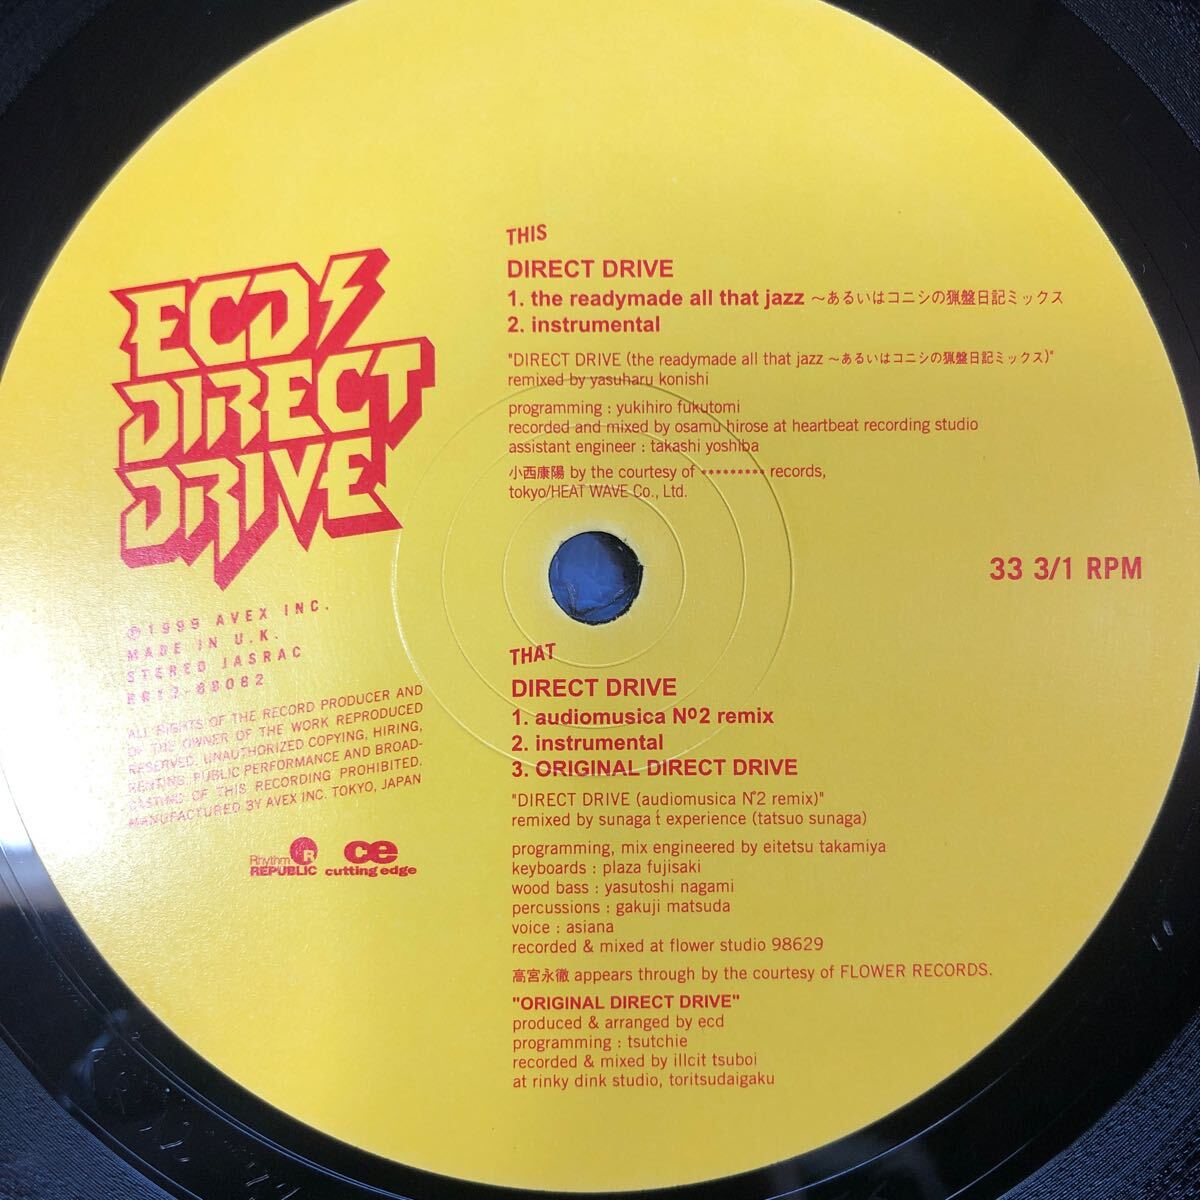 ECD
DIRECT
DRIVE
℗1999 AVEX INC.
MADE IN U.K.
STEREO JASRAC
RR12-88082
ALL RIGHTS OF THE RECORD PRODUCER AND
OF THE OWNER OF THE WORK REPRODUCED
RESERVED. UNAUTHORIZED COPYING, HIRING,
RENTING, PUBLIC PERFORMANCE AND BROAD-
CASTING OF THIS RECORDING PROHIBITED.
MANUFACTURED BY AVEX INC. TOKYO, JAPAN
Rhythm R
REPUBLIC
ce
cutting edge
THIS
DIRECT DRIVE
1. the readymade all that jazz 〜あるいはコニシの猟盤日記ミックス
2. instrumental
"DIRECT DRIVE (the readymade all that jazz 〜あるいはコニシの猟盤日記ミックス)"
remixed by yasuharu konishi
programming : yukihiro fukutomi
recorded and mixed by osamu hirose at heartbeat recording studio
assistant engineer : takashi yoshiba
小西康陽 by the courtesy of ********* records,
tokyo/HEAT WAVE Co., Ltd.
33 3/1 RPM
THAT
DIRECT DRIVE
1. audiomusica Nº2 remix
2. instrumental
3. ORIGINAL DIRECT DRIVE
"DIRECT DRIVE (audiomusica N°2 remix)"
remixed by sunaga t experience (tatsuo sunaga)
programming, mix engineered by eitetsu takamiya
keyboards : plaza fujisaki
wood bass : yasutoshi nagami
percussions : gakuji matsuda
voice : asiana
recorded & mixed at flower studio 98629
高宮永徹 appears through by the courtesy of FLOWER RECORDS.
"ORIGINAL DIRECT DRIVE"
produced & arranged by ecd
programming : tsutchie
recorded & mixed by illcit tsuboi
at rinky dink studio, toritsudaigaku